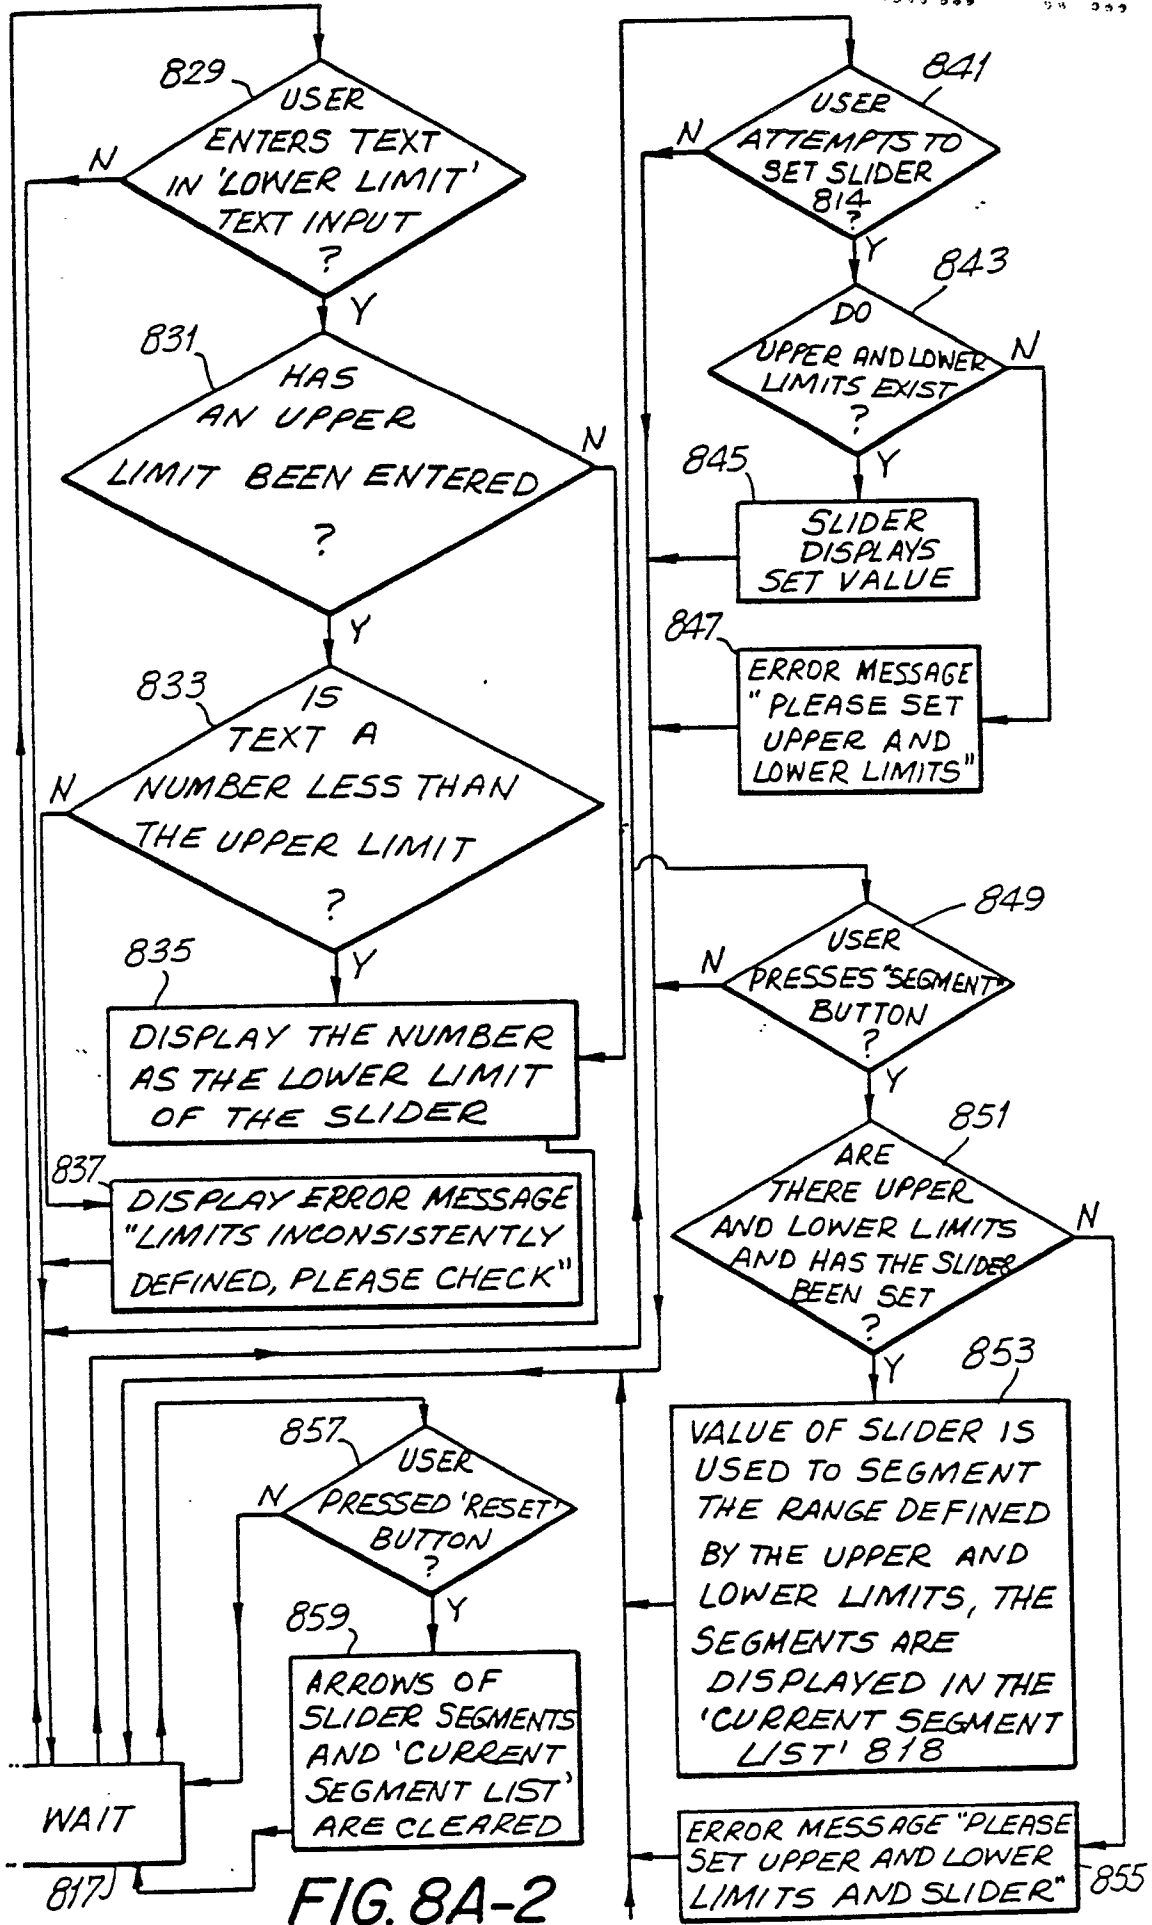 829
USER
ENTERS TEXT
IN 'LOWER LIMIT'
TEXT INPUT
?
N
Y
831
HAS
AN UPPER
LIMIT BEEN ENTERED
?
N
Y
833
IS
TEXT A
NUMBER LESS THAN
THE UPPER LIMIT
?
N
Y
835
DISPLAY THE NUMBER
AS THE LOWER LIMIT
OF THE SLIDER
837
DISPLAY ERROR MESSAGE
"LIMITS INCONSISTENTLY
DEFINED, PLEASE CHECK"
841
USER
ATTEMPTS TO
SET SLIDER
814
?
N
Y
843
DO
UPPER AND LOWER
LIMITS EXIST
?
N
Y
845
SLIDER
DISPLAYS
SET VALUE
847
ERROR MESSAGE
"PLEASE SET
UPPER AND
LOWER LIMITS"
849
USER
PRESSES "SEGMENT"
BUTTON
?
N
Y
851
ARE
THERE UPPER
AND LOWER LIMITS
AND HAS THE SLIDER
BEEN SET
?
N
Y
853
VALUE OF SLIDER IS
USED TO SEGMENT
THE RANGE DEFINED
BY THE UPPER AND
LOWER LIMITS, THE
SEGMENTS ARE
DISPLAYED IN THE
'CURRENT SEGMENT
LIST' 818
ERROR MESSAGE "PLEASE
SET UPPER AND LOWER
LIMITS AND SLIDER"
855
857
USER
PRESSED 'RESET'
BUTTON
?
N
Y
859
ARROWS OF
SLIDER SEGMENTS
AND 'CURRENT
SEGMENT LIST'
ARE CLEARED
WAIT
817
FIG. 8A-2